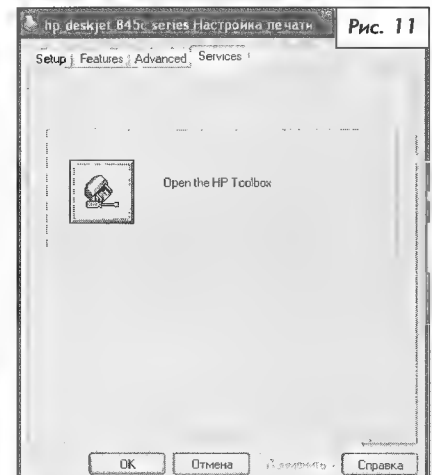 hp deskjet 845c series Настройка печати
Рис. 11
Setup Features Advanced Services
Open the HP Toolbox
OK Отмена Применить Справка